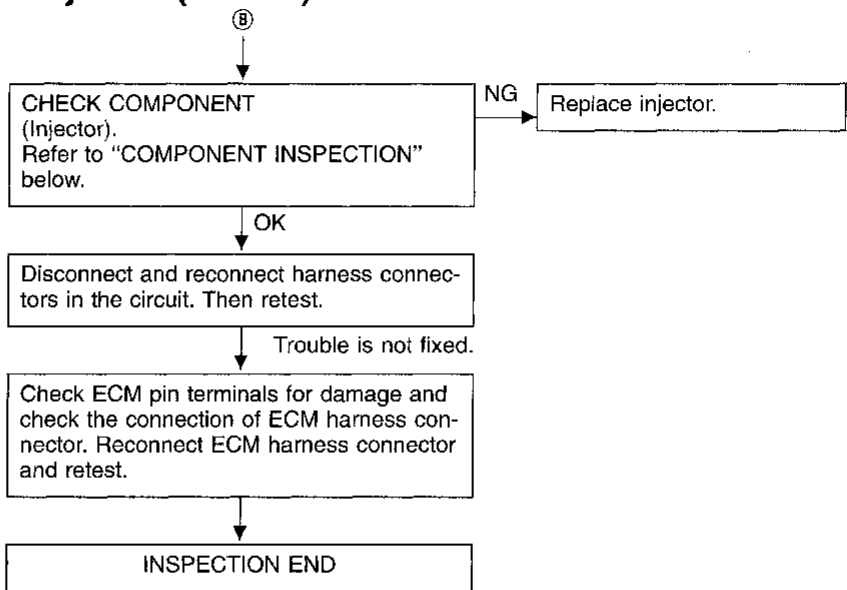 Ⓑ
CHECK COMPONENT
(Injector).
Refer to “COMPONENT INSPECTION”
below.
NG
Replace injector.
OK
Disconnect and reconnect harness connec-
tors in the circuit. Then retest.
Trouble is not fixed.
Check ECM pin terminals for damage and
check the connection of ECM harness con-
nector. Reconnect ECM harness connector
and retest.
INSPECTION END